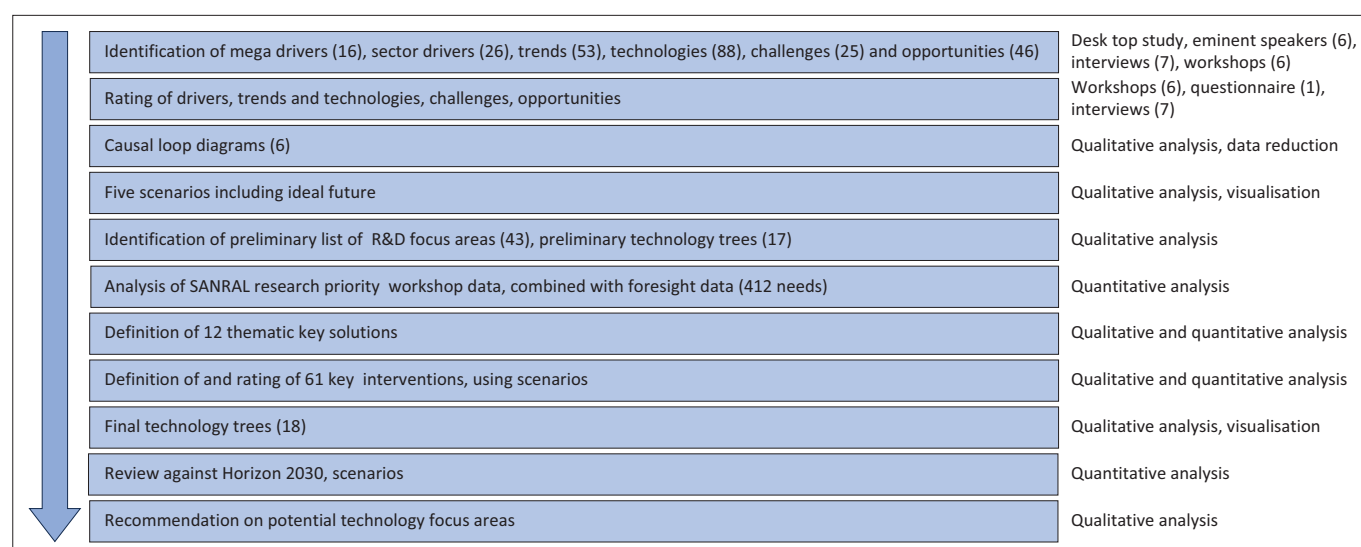 Identification of mega drivers (16), sector drivers (26), trends (53), technologies (88), challenges (25) and opportunities (46)
Desk top study, eminent speakers (6),
interviews (7), workshops (6)
Rating of drivers, trends and technologies, challenges, opportunities
Workshops (6), questionnaire (1),
interviews (7)
Causal loop diagrams (6)
Qualitative analysis, data reduction
Five scenarios including ideal future
Qualitative analysis, visualisation
Identification of preliminary list of R&D focus areas (43), preliminary technology trees (17)
Qualitative analysis
Analysis of SANRAL research priority workshop data, combined with foresight data (412 needs)
Quantitative analysis
Definition of 12 thematic key solutions
Qualitative and quantitative analysis
Definition of and rating of 61 key interventions, using scenarios
Qualitative and quantitative analysis
Final technology trees (18)
Qualitative analysis, visualisation
Review against Horizon 2030, scenarios
Quantitative analysis
Recommendation on potential technology focus areas
Qualitative analysis